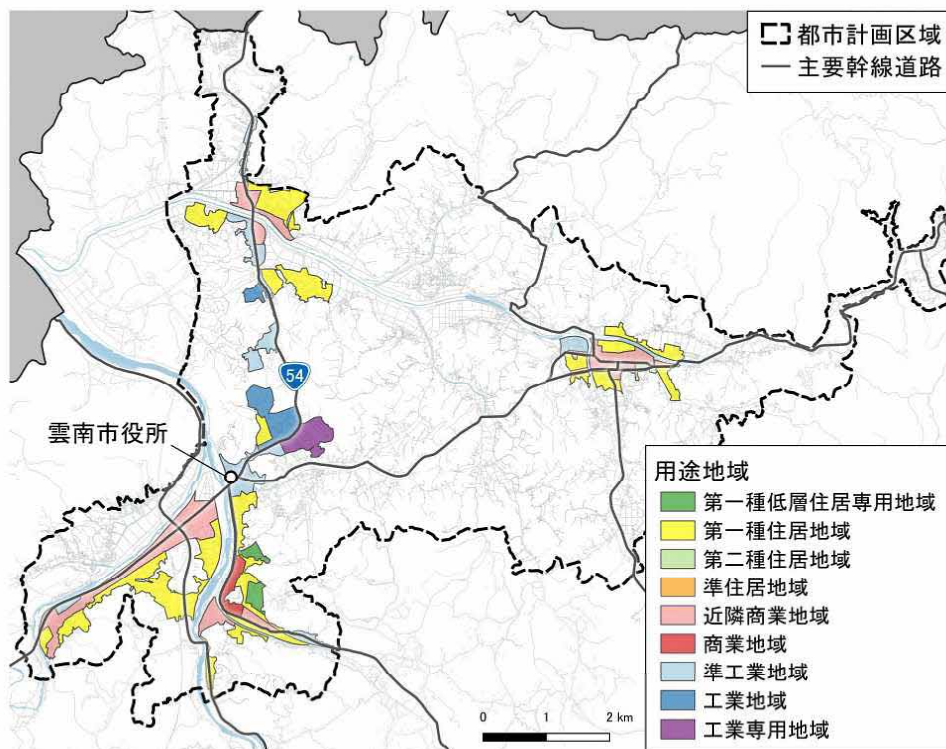 都市計画区域
主要幹線道路
54
雲南市役所
用途地域
第一種低層住居専用地域
第一種住居地域
第二種住居地域
準住居地域
近隣商業地域
商業地域
準工業地域
工業地域
工業専用地域
0 1 2 km